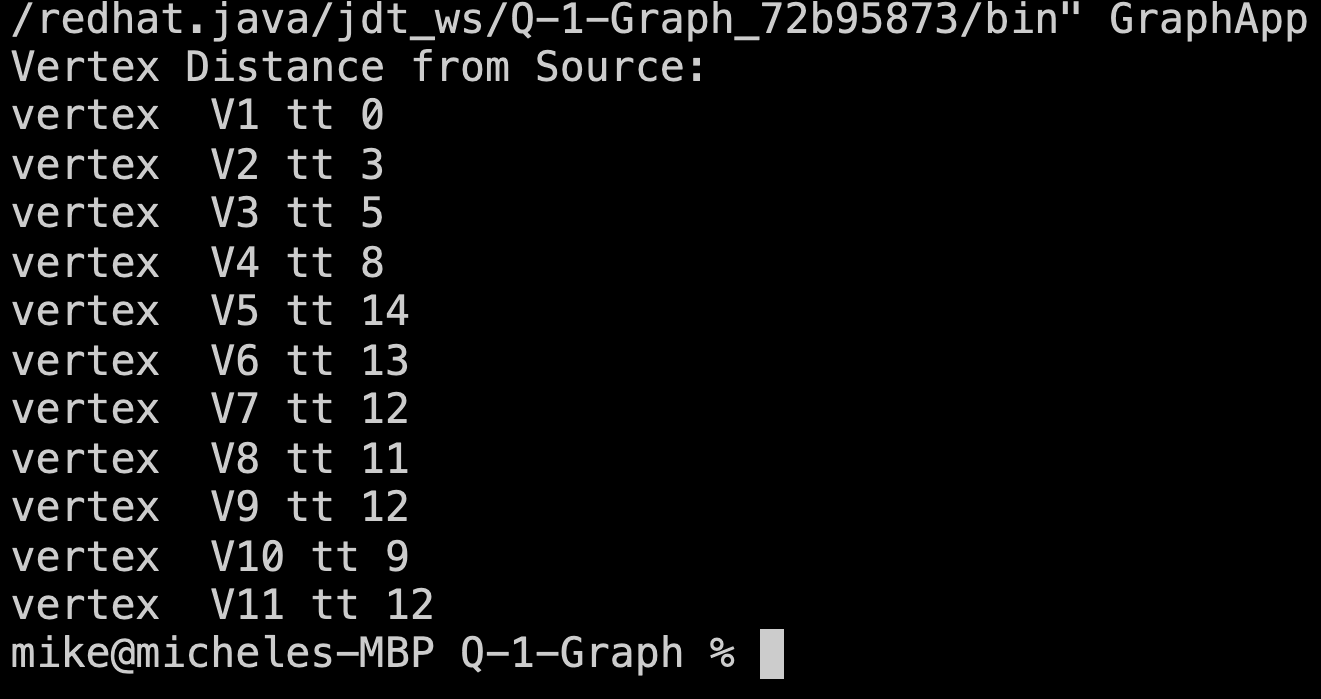 /redhat.java/jdt_ws/Q-1-Graph_72b95873/bin" GraphApp
Vertex Distance from Source:
vertex  V1 tt 0
vertex  V2 tt 3
vertex  V3 tt 5
vertex  V4 tt 8
vertex  V5 tt 14
vertex  V6 tt 13
vertex  V7 tt 12
vertex  V8 tt 11
vertex  V9 tt 12
vertex  V10 tt 9
vertex  V11 tt 12
mike@micheles-MBP Q-1-Graph %